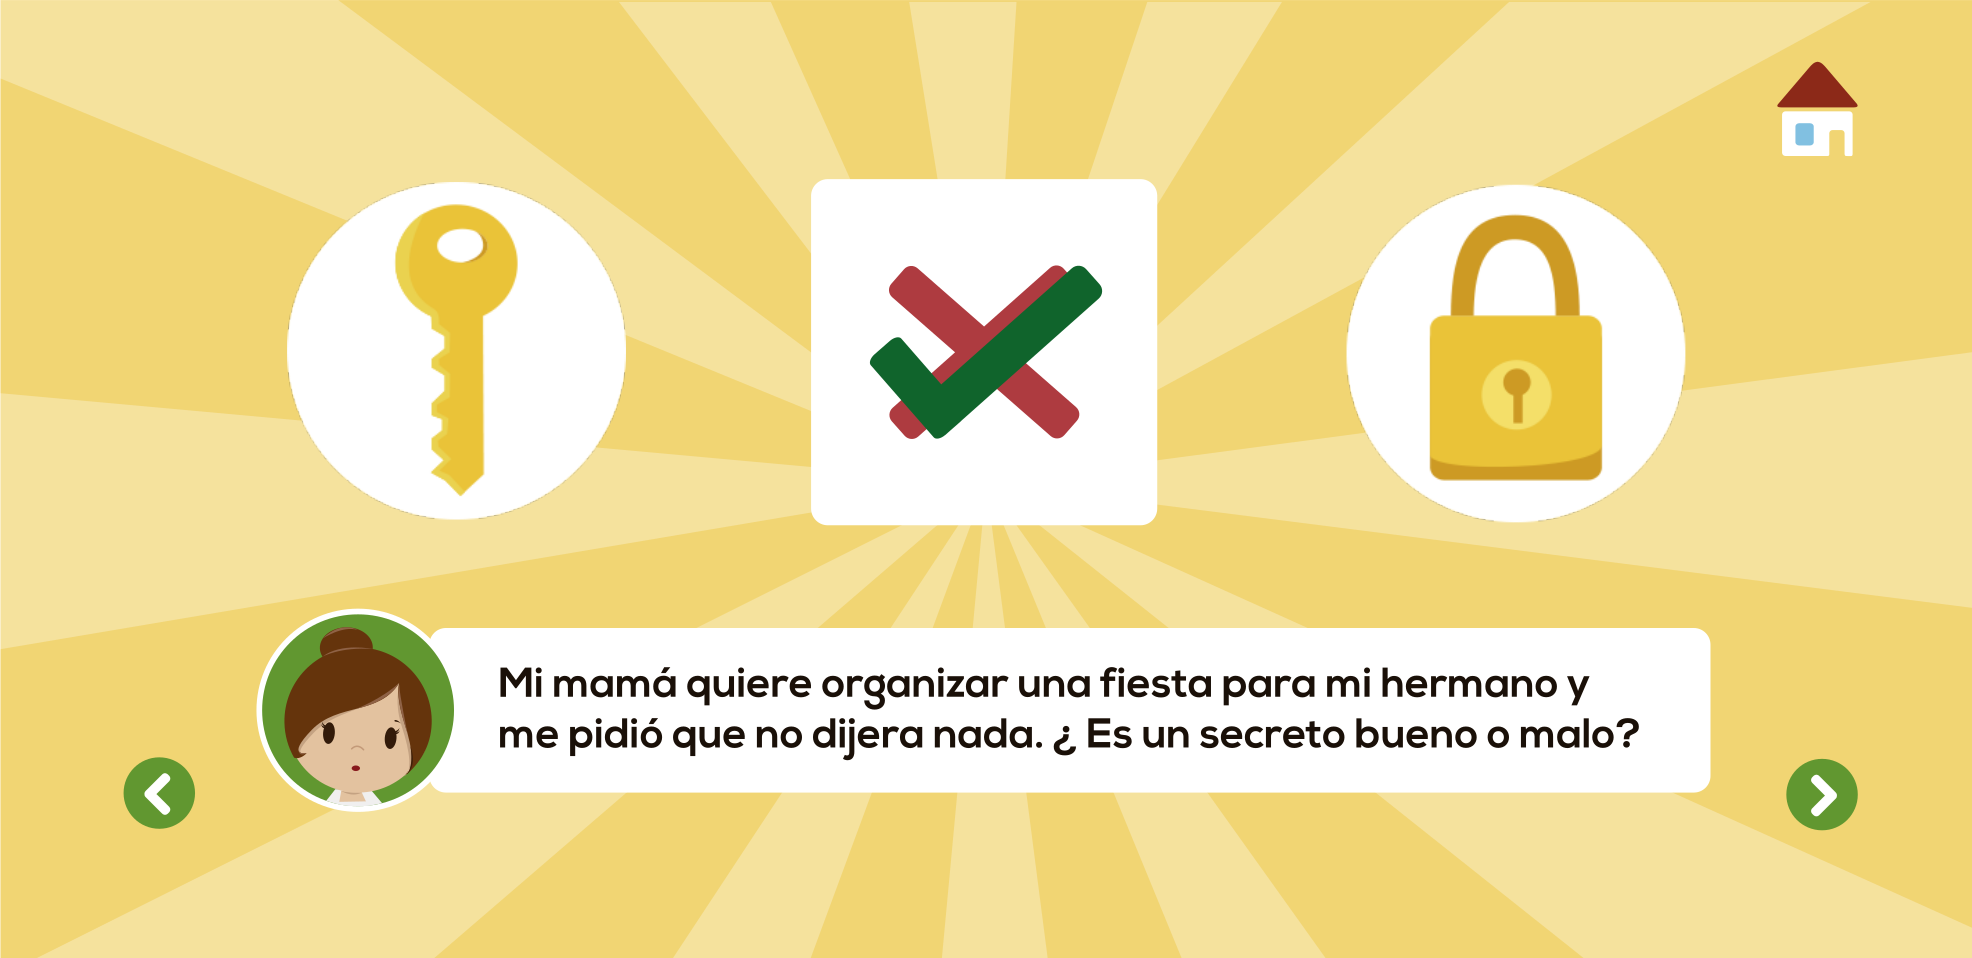 Mi mamá quiere organizar una fiesta para mi hermano y
me pidió que no dijera nada. ¿ Es un secreto bueno o malo?